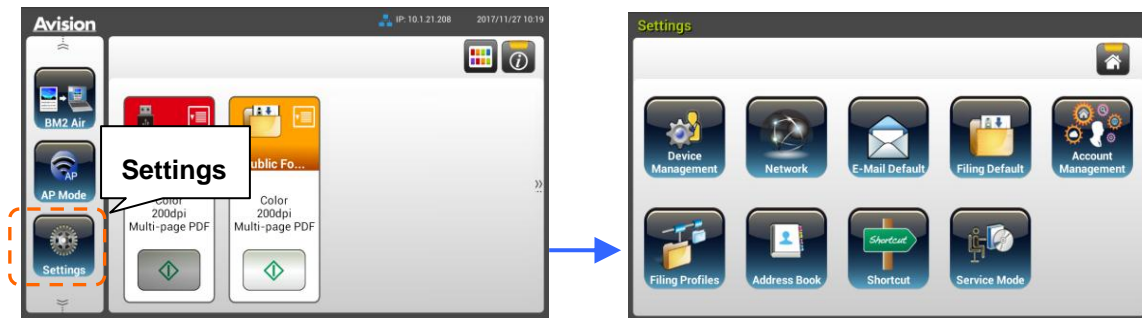 Avision
IP: 10.1.21.208 2017/11/27 10:19
BM2 Air
AP
AP Mode
Settings
Settings
ublic Fo...
Color
200dpi
Multi-page PDF
Color
200dpi
Multi-page PDF
Settings
Device
Management
Network
E-Mail Default
Filing Default
Account
Management
Filing Profiles
Address Book
Shortcut
Shortcut
Service Mode